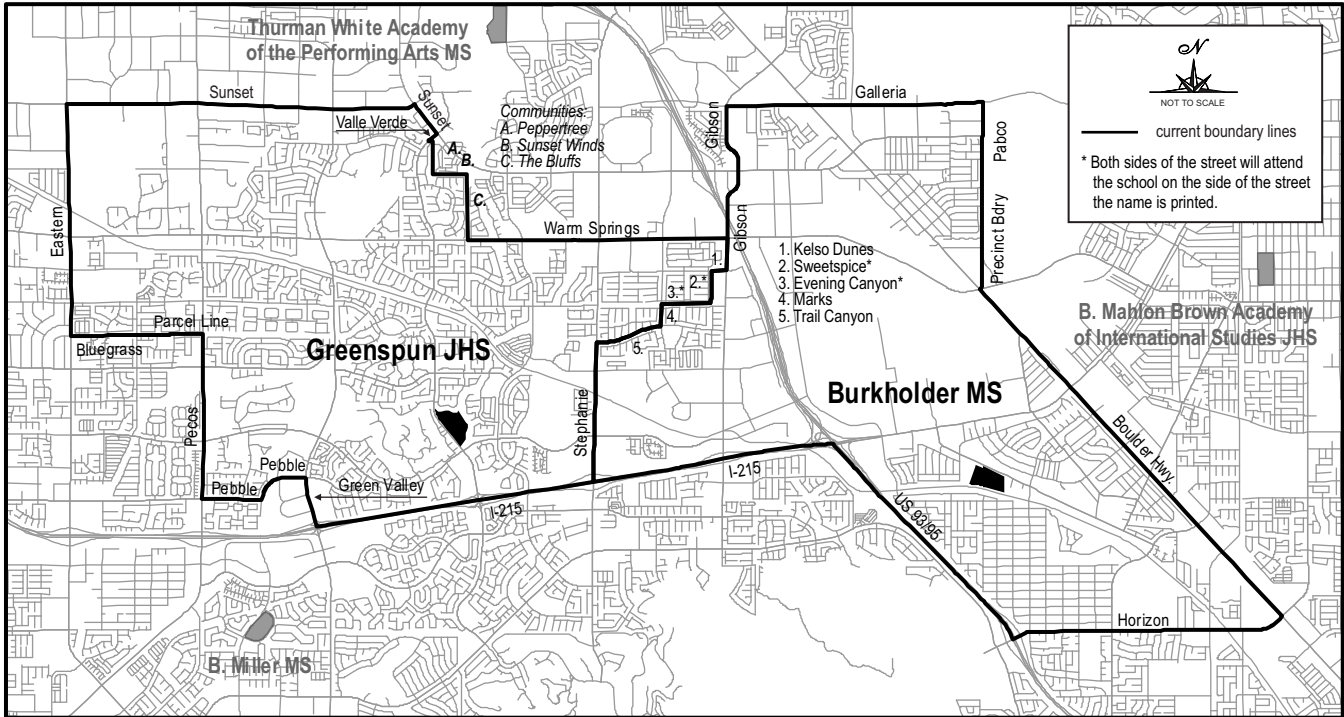 Thurman White Academy
of the Performing Arts MS
N
NOT TO SCALE
current boundary lines
* Both sides of the street will attend
the school on the side of the street
the name is printed.
Sunset
Sunset
Valle Verde
Communities:
A. Peppertree
B. Sunset Winds
C. The Bluffs
A.
B.
C.
Gibson
Galleria
Pabco
Precinct Bdry
Eastern
Warm Springs
Gibson
1.
2.*
3.*
4.
5.
1. Kelso Dunes
2. Sweetspice*
3. Evening Canyon*
4. Marks
5. Trail Canyon
B. Mahlon Brown Academy
of International Studies JHS
Parcel Line
Bluegrass
Greenspun JHS
Burkholder MS
Pecos
Stephanie
Boulder Hwy.
Pebble
Pebble
Green Valley
I-215
I-215
US 93/95
Horizon
B. Miller MS